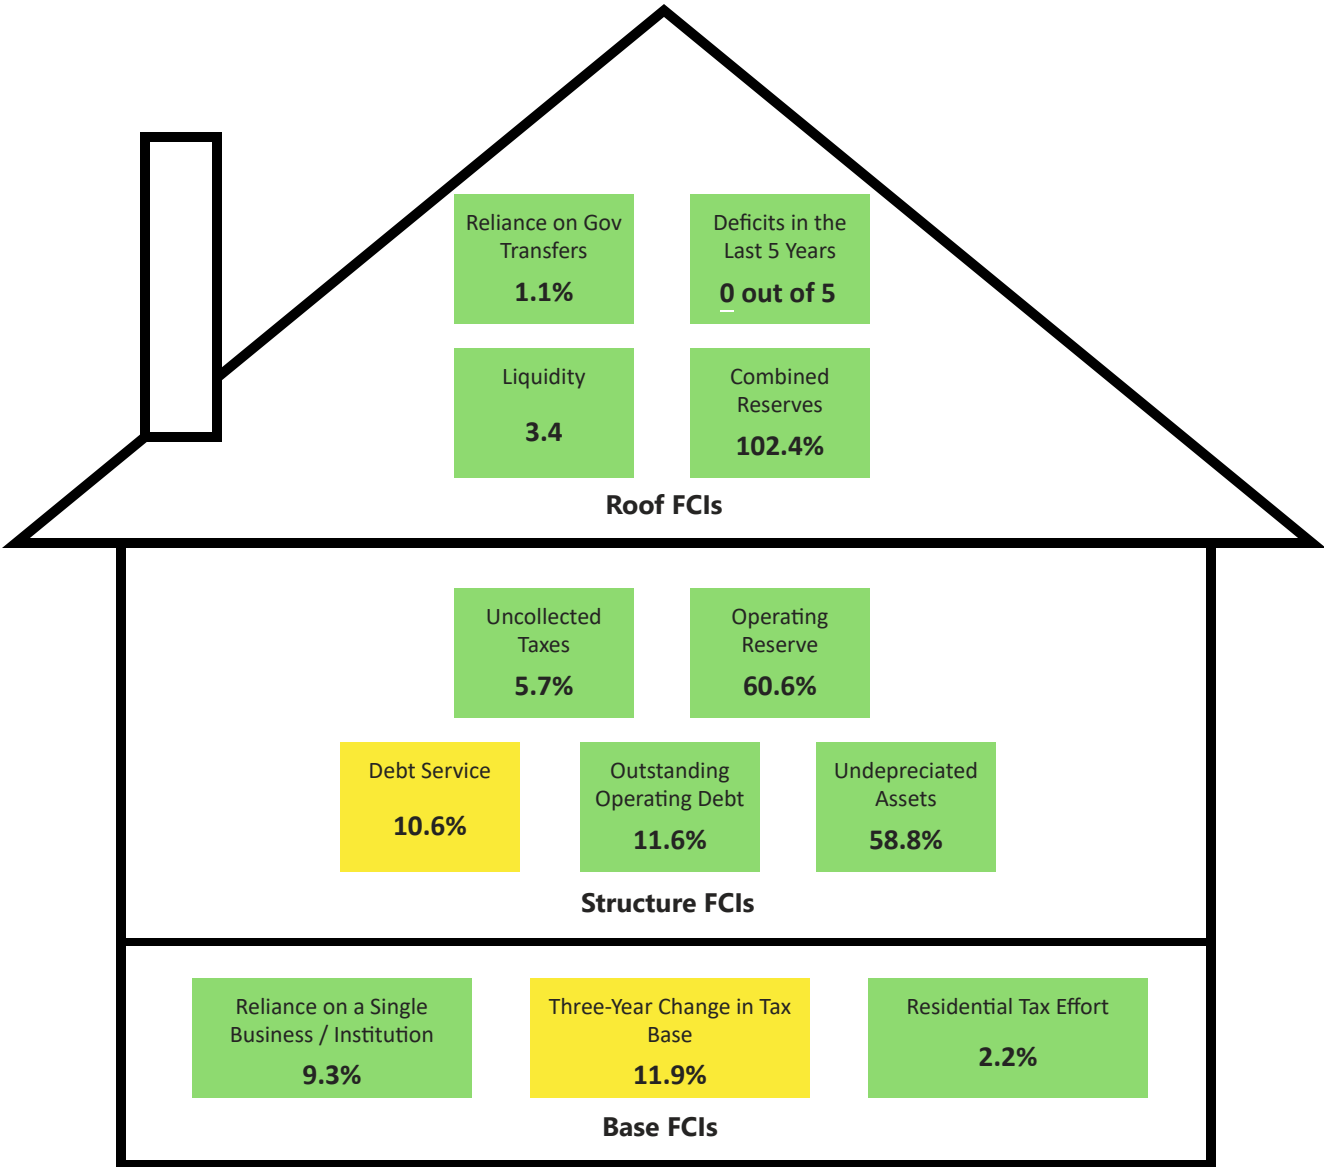 Reliance on Gov
Transfers
1.1%
Deficits in the
Last 5 Years
0 out of 5
Liquidity
3.4
Combined
Reserves
102.4%
Roof FCIs
Uncollected
Taxes
5.7%
Operating
Reserve
60.6%
Debt Service
10.6%
Outstanding
Operating Debt
11.6%
Undepreciated
Assets
58.8%
Structure FCIs
Reliance on a Single
Business / Institution
9.3%
Three-Year Change in Tax
Base
11.9%
Residential Tax Effort
2.2%
Base FCIs